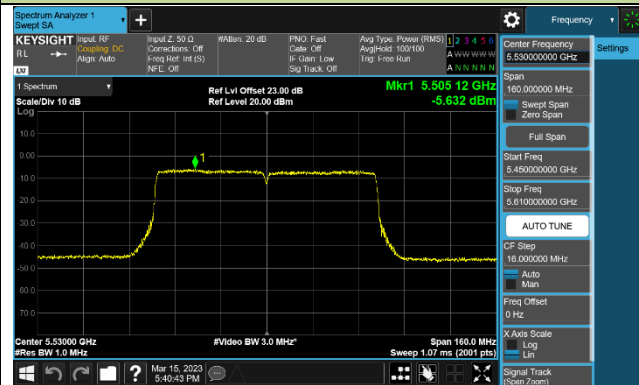 Spectrum Analyzer 1
Swept SA
Frequency
KEYSIGHT
RL
LXI
Input: RF
Coupling: DC
Align: Auto
Input Z: 50 Ω
Corrections: Off
Freq Ref: Int (S)
NFE: Off
#Atten: 20 dB
PNO: Fast
Gate: Off
IF Gain: Low
Sig Track: Off
Avg Type: Power (RMS)
Avg|Hold: 100/100
Trig: Free Run
1 2 3 4 5 6
A W W W W W
A N N N N N
Center Frequency
5.530000000 GHz
Settings
Span
160.000000 MHz
Swept Span
Zero Span
Full Span
Start Freq
5.450000000 GHz
Stop Freq
5.610000000 GHz
AUTO TUNE
CF Step
16.000000 MHz
Auto
Man
Freq Offset
0 Hz
X Axis Scale
Log
Lin
Signal Track
(Span Zoom)
1 Spectrum
Scale/Div 10 dB
Log
Ref Lvl Offset 23.00 dB
Ref Level 20.00 dBm
Mkr1 5.505 12 GHz
-5.632 dBm
10.0
0.00
1
-10.0
-20.0
-30.0
-40.0
-50.0
-60.0
-70.0
Center 5.53000 GHz
#Res BW 1.0 MHz
#Video BW 3.0 MHz*
Span 160.0 MHz
Sweep 1.07 ms (2001 pts)
?
Mar 15, 2023
5:40:43 PM